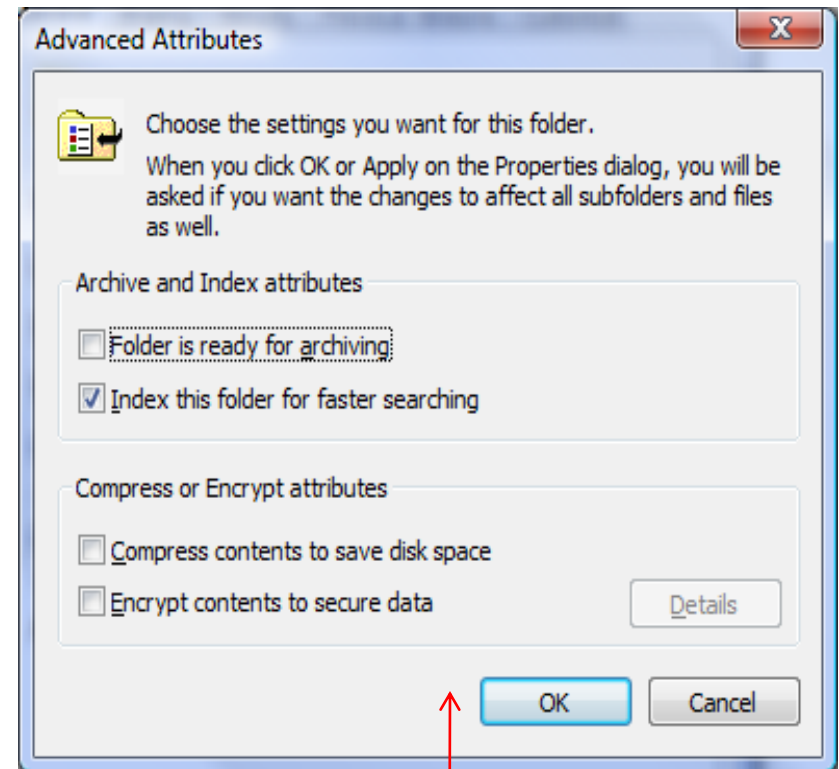 Advanced Attributes
Choose the settings you want for this folder.
When you click OK or Apply on the Properties dialog, you will be
asked if you want the changes to affect all subfolders and files
as well.
Archive and Index attributes
Folder is ready for archiving
Index this folder for faster searching
Compress or Encrypt attributes
Compress contents to save disk space
Encrypt contents to secure data
Details
OK
Cancel